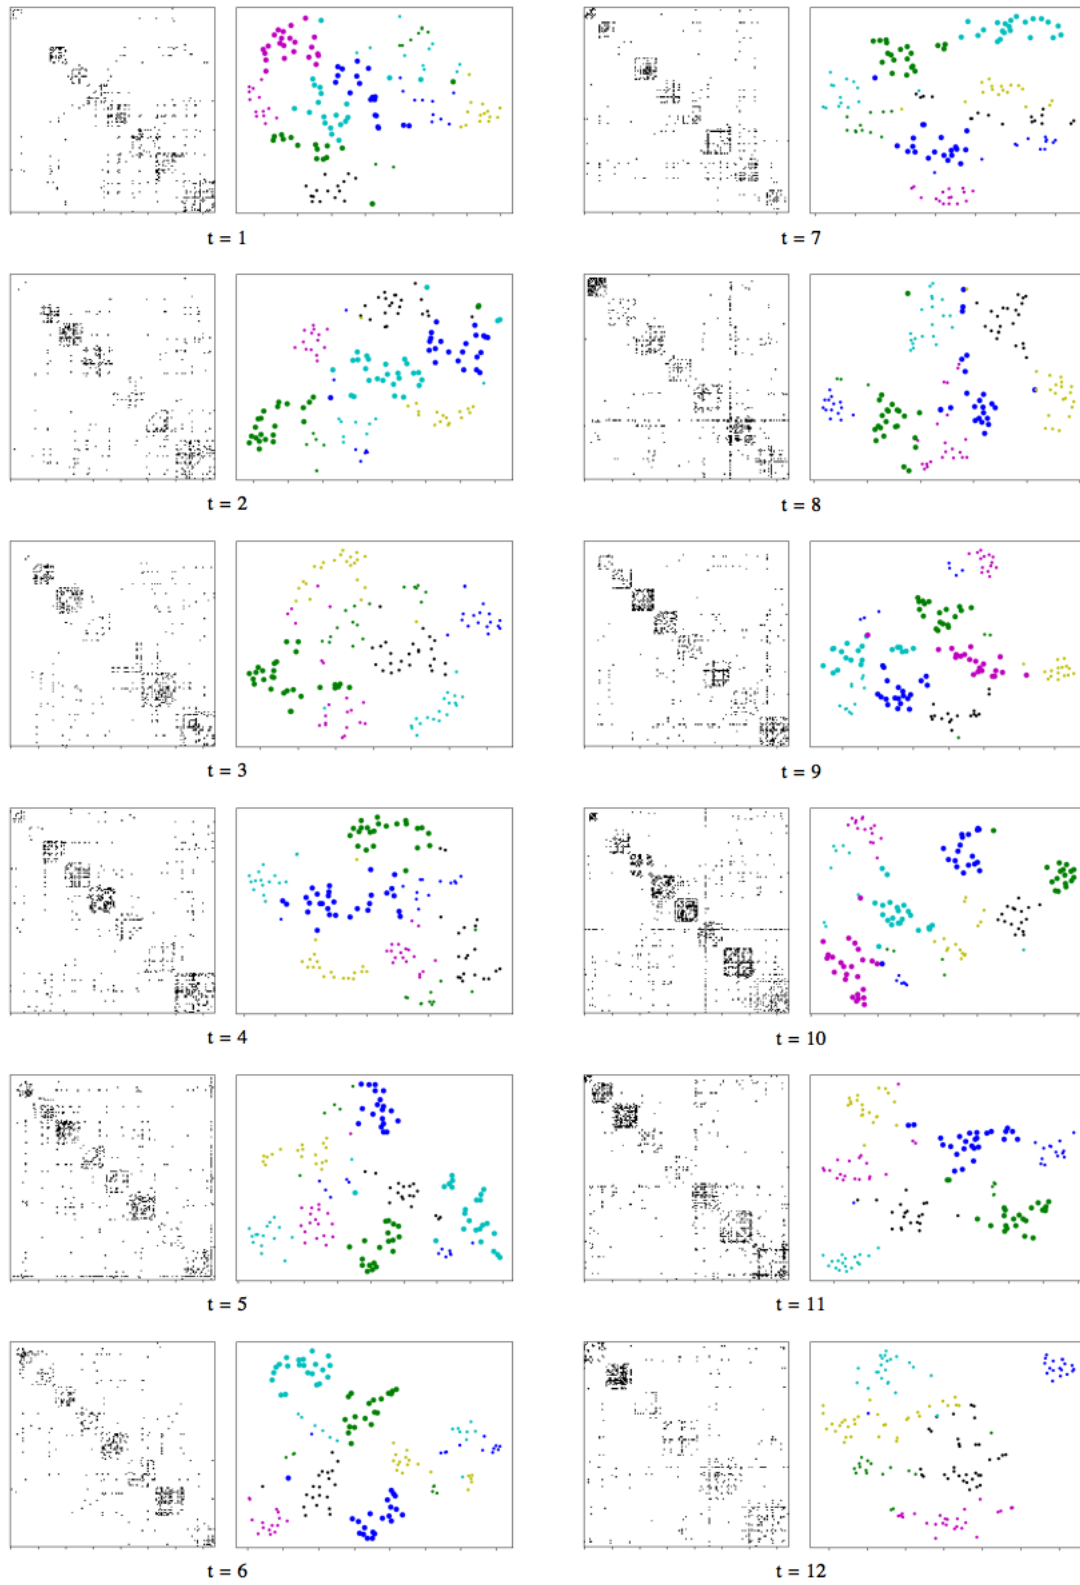 t = 1
t = 7
t = 2
t = 8
t = 3
t = 9
t = 4
t = 10
t = 5
t = 11
t = 6
t = 12